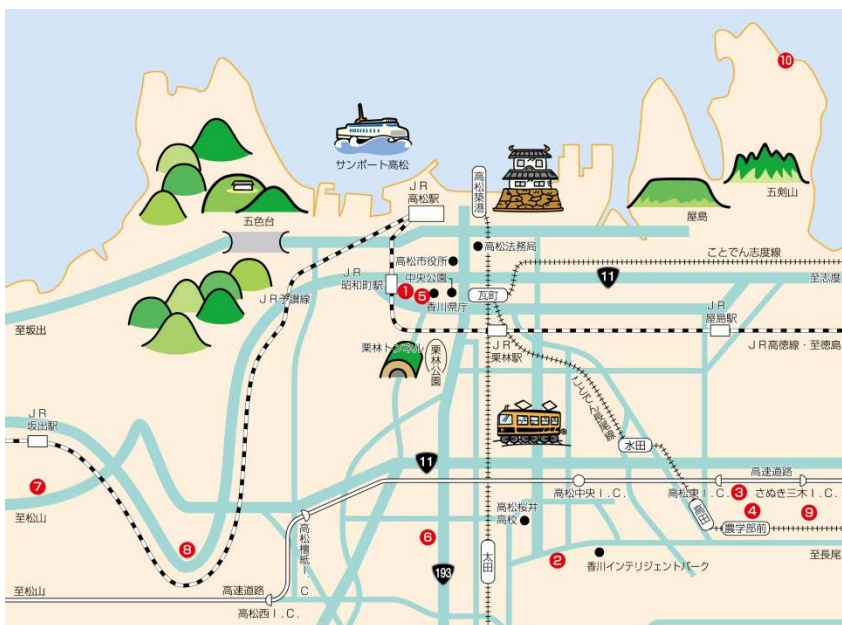 10
サンポート高松
五色台
JR
高松駅
高松築港
屋島
五剣山
高松法務局
高松市役所
中央公園
ことでん志度線
11
至志度
JR
昭和町駅
1
5
香川県庁
瓦町
JR予讃線
至坂出
JR
栗林駅
JR
屋島駅
JR高徳線・至徳島
栗林トンネル
栗林公園
ことでん長尾線
JR
坂出駅
水田
11
高速道路
高松中央I.C.
高松東I.C.
さぬき三木I.C.
7
至松山
3
4
9
高松檀紙I.C
高松桜井
高校
高田
農学部前
6
8
太田
2
香川インテリジェントパーク
至長尾
193
至松山
高速道路
高松西I.C.